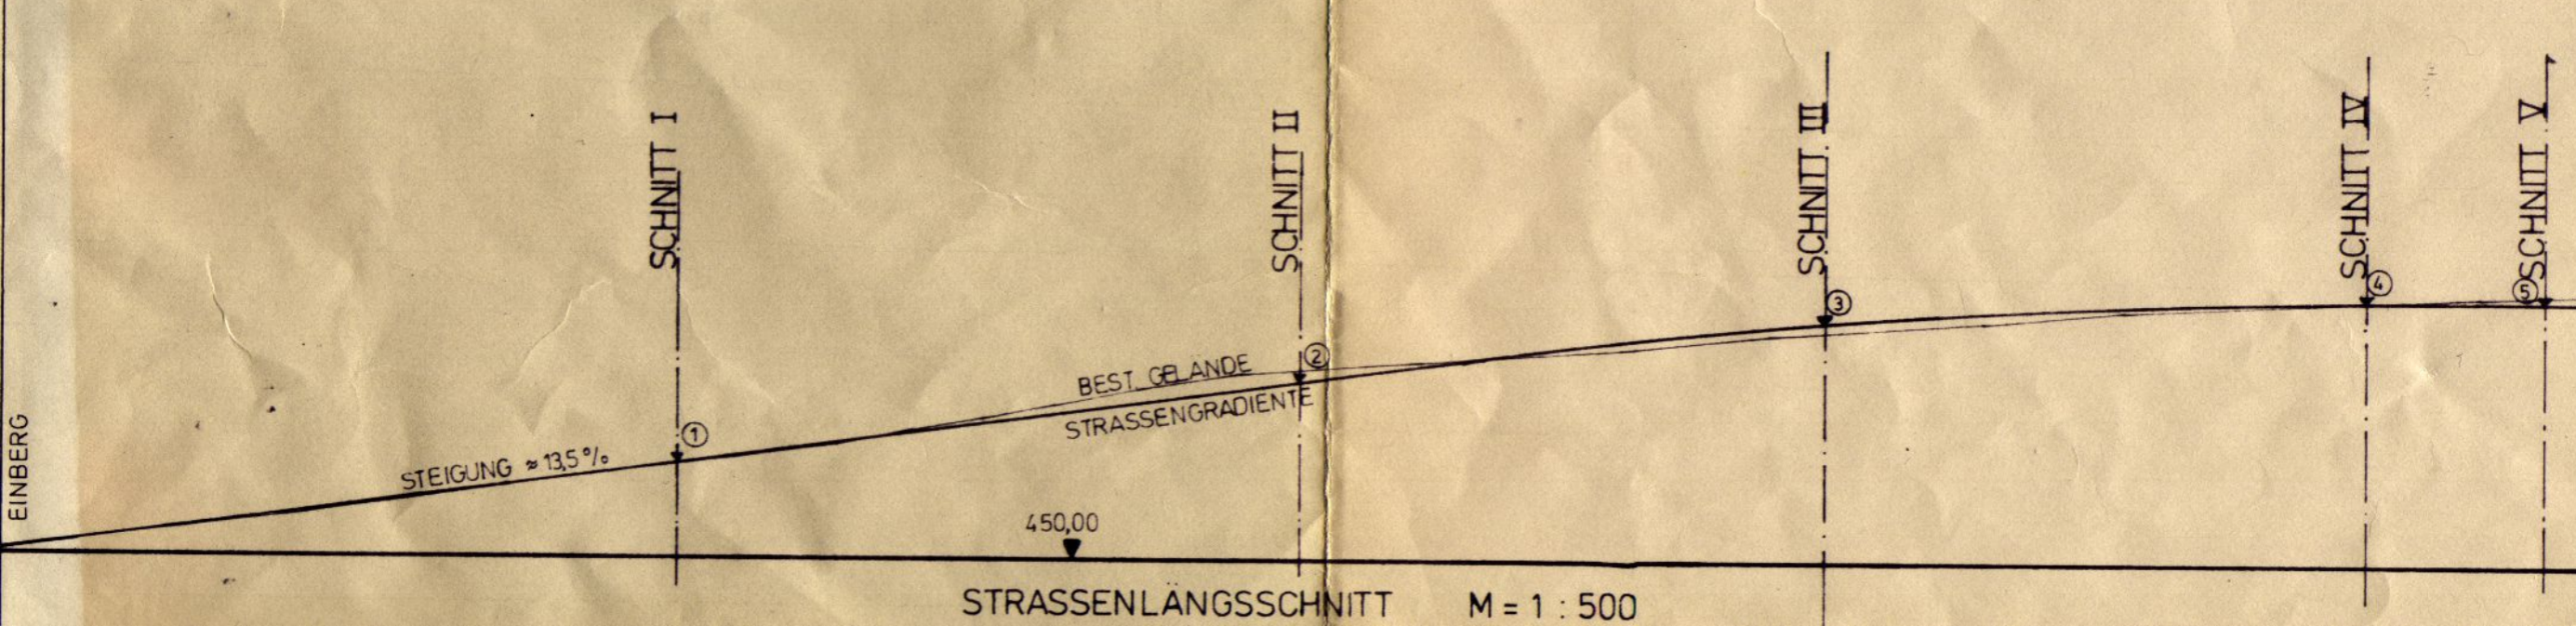 SCHNITT I
SCHNITT II
SCHNITT III
SCHNITT IV
SCHNITT V
1
2
3
4
5
BEST. GELÄNDE
STRASSENGRADIENTE
STEIGUNG ≈ 13,5%
EINBERG
450,00
STRASSENLÄNGSSCHNITT M = 1 : 500